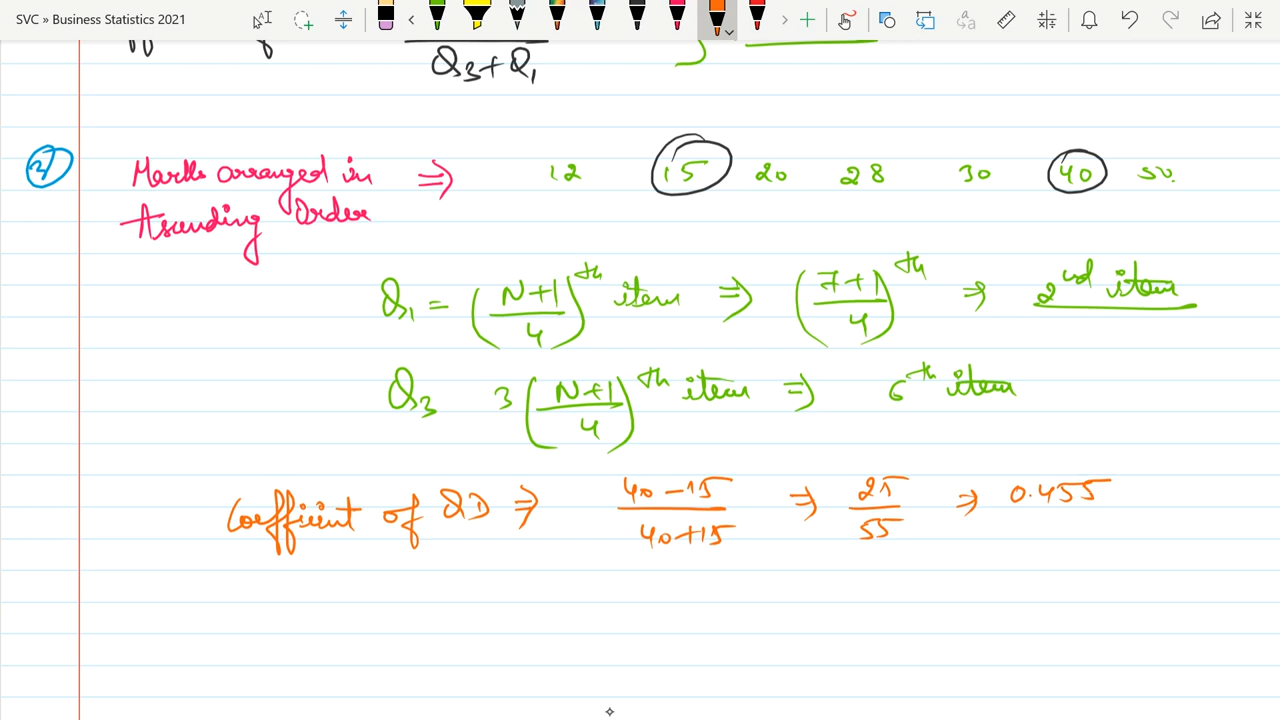 SVC » Business Statistics 2021
Q3+Q1
2) Marks arranged in ⇒ 12 15 20 28 30 40 50.
Ascending Order
Q1 = (N+1/4)th item ⇒ (7+1/4)th ⇒ 2nd item
Q3 3(N+1/4)th item ⇒ 6th item
Coefficient of QD ⇒ 40-15/40+15 ⇒ 25/55 ⇒ 0.455